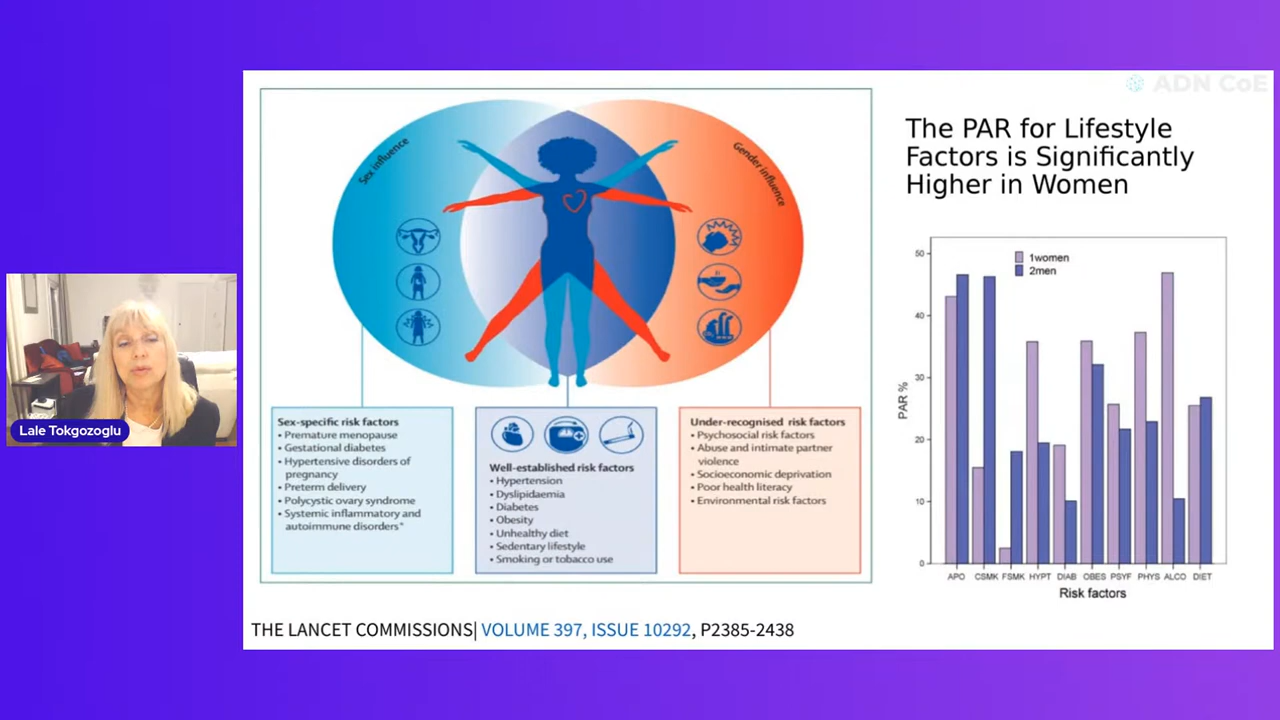 ADN CoE
Sex influence
Gender influence
Sex-specific risk factors
• Premature menopause
• Gestational diabetes
• Hypertensive disorders of
pregnancy
• Preterm delivery
• Polycystic ovary syndrome
• Systemic inflammatory and
autoimmune disorders*
Well-established risk factors
• Hypertension
• Dyslipidaemia
• Diabetes
• Obesity
• Unhealthy diet
• Sedentary lifestyle
• Smoking or tobacco use
Under-recognised risk factors
• Psychosocial risk factors
• Abuse and intimate partner
violence
• Socioeconomic deprivation
• Poor health literacy
• Environmental risk factors
THE LANCET COMMISSIONS| VOLUME 397, ISSUE 10292, P2385-2438
The PAR for Lifestyle
Factors is Significantly
Higher in Women
1women
2men
50
40
30
20
10
0
PAR %
APO CSMK FSMK HYPT DIAB OBES PSYF PHYS ALCO DIET
Risk factors
Lale Tokgozoglu